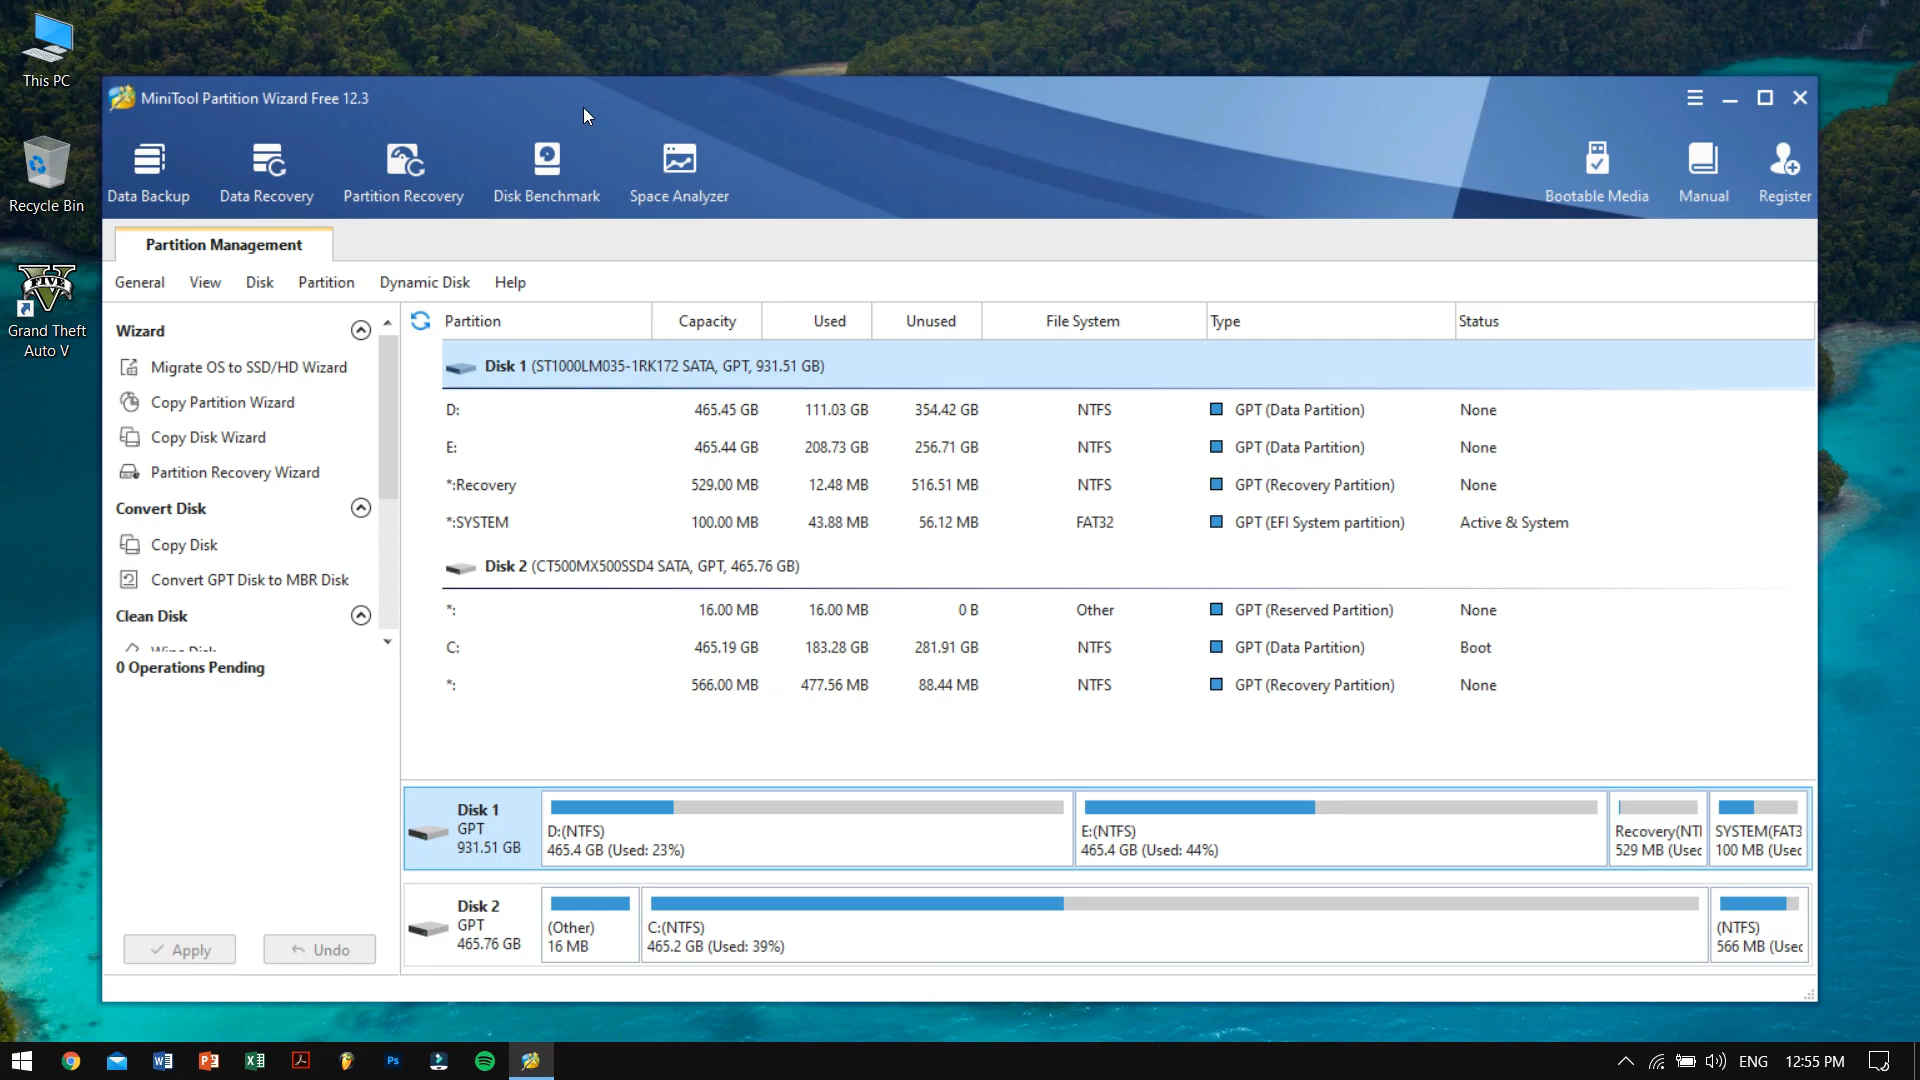 This PC
Recycle Bin
FIVE
Grand Theft
Auto V
MiniTool Partition Wizard Free 12.3
Data Backup
Data Recovery
Partition Recovery
Disk Benchmark
Space Analyzer
Bootable Media
Manual
Register
Partition Management
General View Disk Partition Dynamic Disk Help
Wizard
Migrate OS to SSD/HD Wizard
Copy Partition Wizard
Copy Disk Wizard
Partition Recovery Wizard
Convert Disk
Copy Disk
Convert GPT Disk to MBR Disk
Clean Disk
Wipe Disk
0 Operations Pending
Apply
Undo
Partition Capacity Used Unused File System Type Status
Disk 1 (ST1000LM035-1RK172 SATA, GPT, 931.51 GB)
D: 465.45 GB 111.03 GB 354.42 GB NTFS GPT (Data Partition) None
E: 465.44 GB 208.73 GB 256.71 GB NTFS GPT (Data Partition) None
*:Recovery 529.00 MB 12.48 MB 516.51 MB NTFS GPT (Recovery Partition) None
*:SYSTEM 100.00 MB 43.88 MB 56.12 MB FAT32 GPT (EFI System partition) Active & System
Disk 2 (CT500MX500SSD4 SATA, GPT, 465.76 GB)
*: 16.00 MB 16.00 MB 0 B Other GPT (Reserved Partition) None
C: 465.19 GB 183.28 GB 281.91 GB NTFS GPT (Data Partition) Boot
*: 566.00 MB 477.56 MB 88.44 MB NTFS GPT (Recovery Partition) None
Disk 1
GPT
931.51 GB
D:(NTFS)
465.4 GB (Used: 23%)
E:(NTFS)
465.4 GB (Used: 44%)
Recovery(NTI
529 MB (Usec
SYSTEM(FAT3
100 MB (Usec
Disk 2
GPT
465.76 GB
(Other)
16 MB
C:(NTFS)
465.2 GB (Used: 39%)
(NTFS)
566 MB (Usec
Ps
ENG
12:55 PM